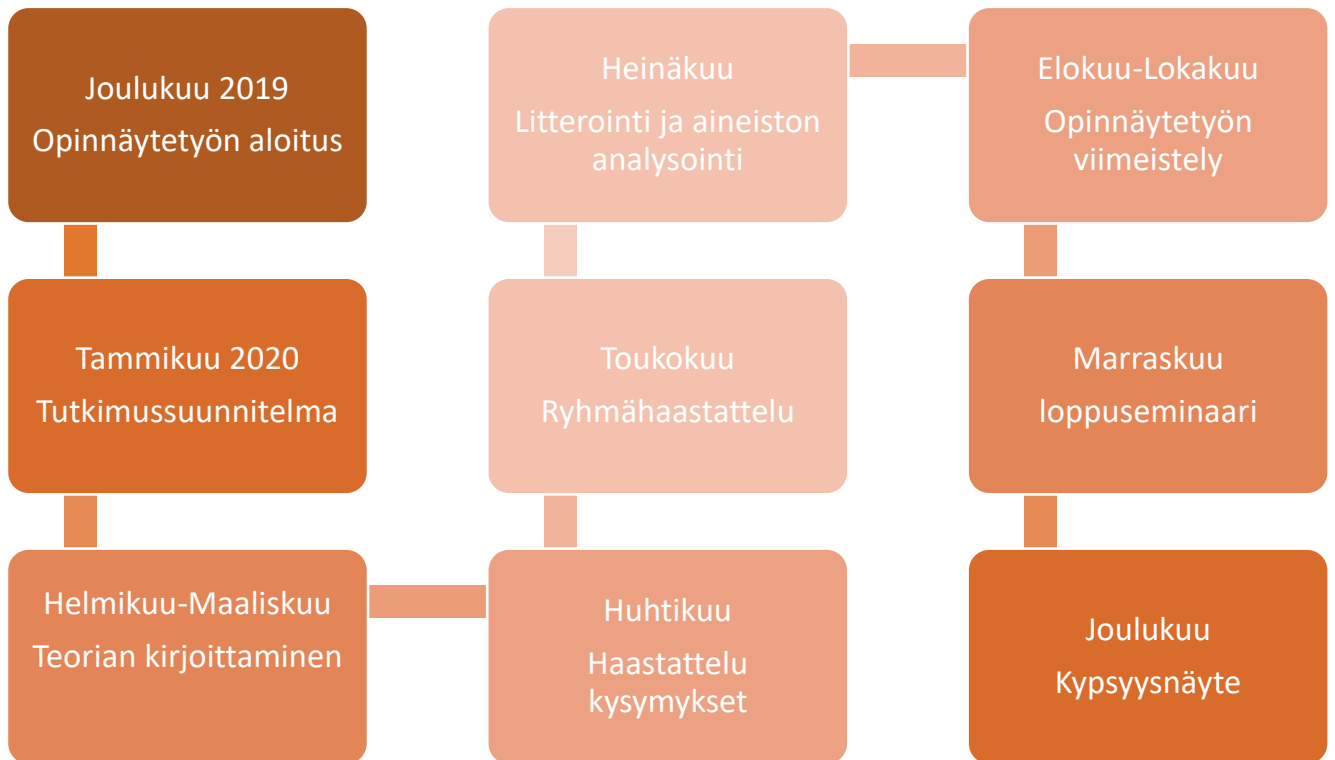 Joulukuu 2019
Opinnäytetyön aloitus
Tammikuu 2020
Tutkimussuunnitelma
Helmikuu-Maaliskuu
Teorian kirjoittaminen
Huhtikuu
Haastattelu
kysymykset
Toukokuu
Ryhmähaastattelu
Heinäkuu
Litterointi ja aineiston
analysointi
Elokuu-Lokakuu
Opinnäytetyön
viimeistely
Marraskuu
loppuseminaari
Joulukuu
Kypsyysnäyte